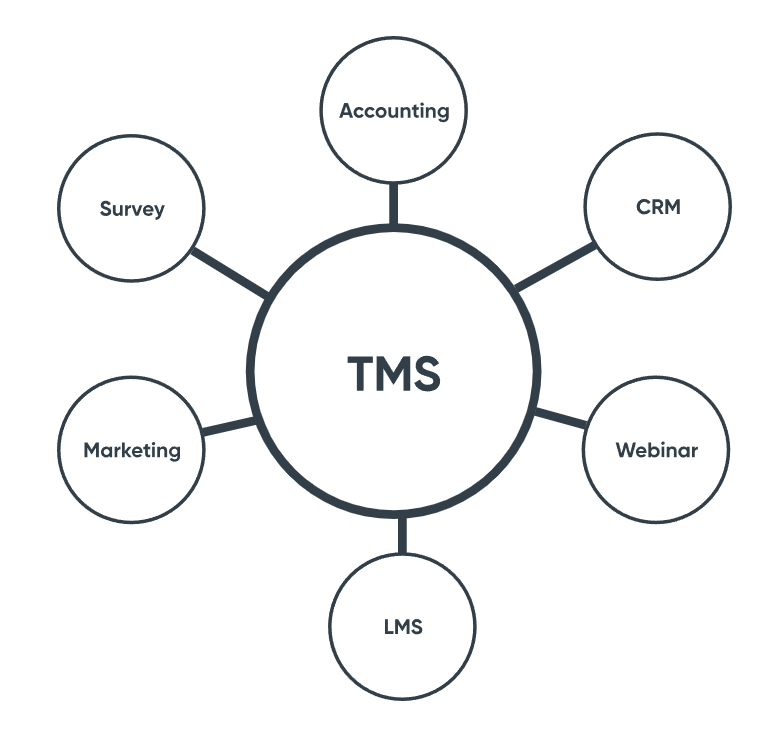 Accounting
Survey
CRM
TMS
Marketing
Webinar
LMS